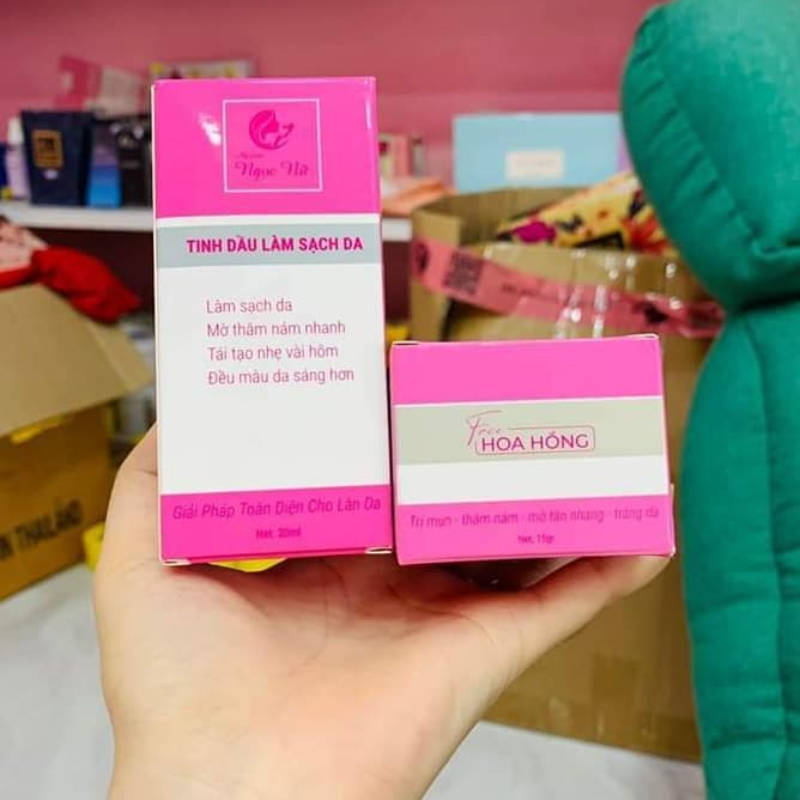 Ngọc Nữ
TINH DẦU LÀM SẠCH DA
Làm sạch da
Mờ thâm nám nhanh
Tái tạo nhẹ vài hôm
Đều màu da sáng hơn
Giải Pháp Toàn Diện Cho Làn Da
Net. 20ml
Free
HOA HỒNG
Trị mụn - thâm nám - mờ tàn nhang - trắng da
Net, 15gr
THAILAND